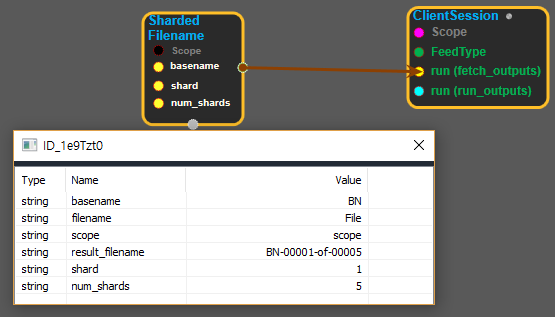 Sharded
Filename
Scope
basename
shard
num_shards
ClientSession
Scope
FeedType
run (fetch_outputs)
run (run_outputs)
ID_1e9Tzt0
Type Name Value
string basename BN
string filename File
string scope scope
string result_filename BN-00001-of-00005
string shard 1
string num_shards 5